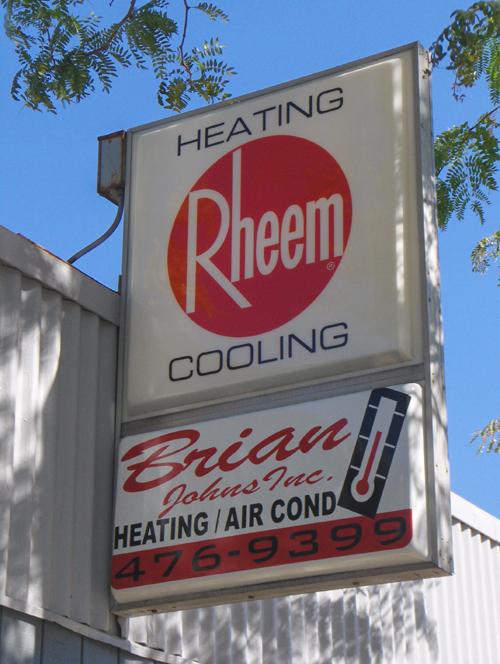 HEATING
Rheem®
COOLING
Brian
Johns Inc.
HEATING / AIR COND
476-9399